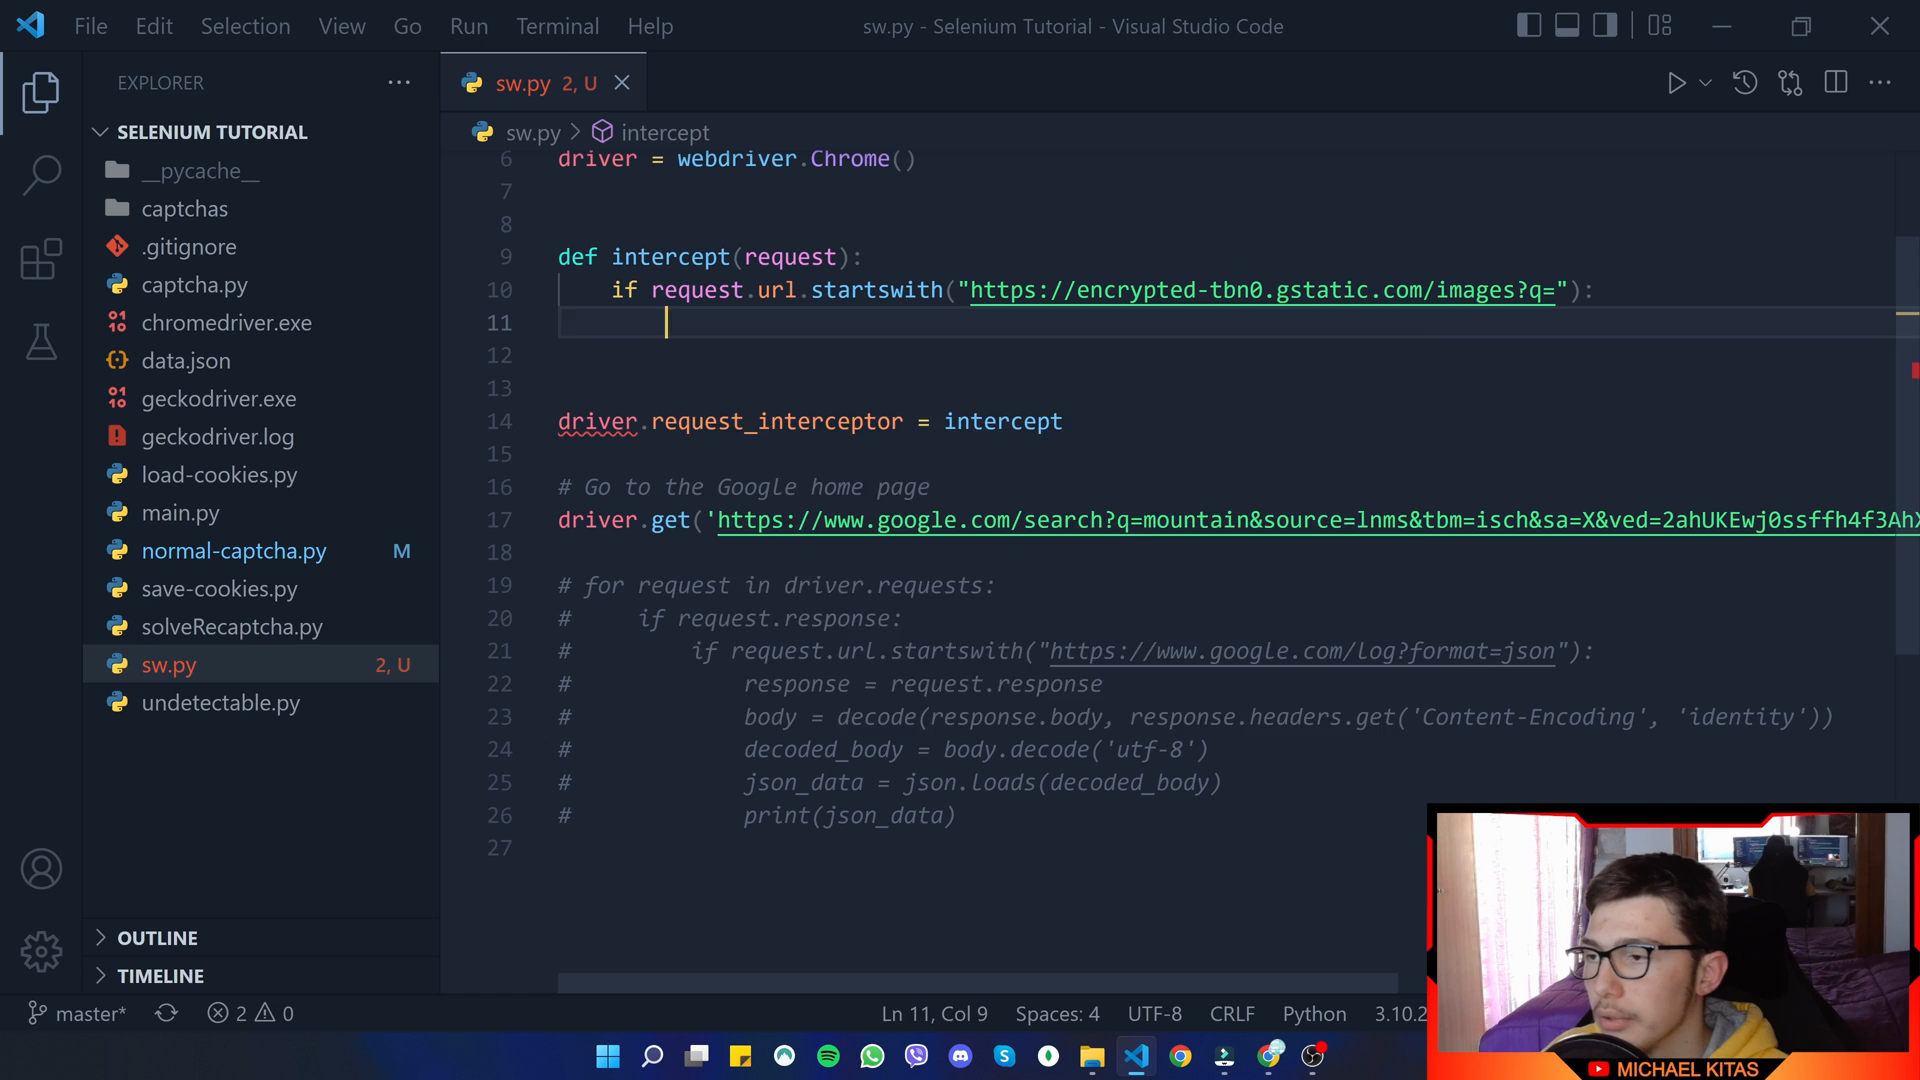 File Edit Selection View Go Run Terminal Help
sw.py - Selenium Tutorial - Visual Studio Code
EXPLORER
SELENIUM TUTORIAL
__pycache__
captchas
.gitignore
captcha.py
chromedriver.exe
data.json
geckodriver.exe
geckodriver.log
load-cookies.py
main.py
normal-captcha.py M
save-cookies.py
solveRecaptcha.py
sw.py 2, U
undetectable.py
OUTLINE
TIMELINE
sw.py 2, U
sw.py > intercept
6 driver = webdriver.Chrome()
7
8
9 def intercept(request):
10 if request.url.startswith("https://encrypted-tbn0.gstatic.com/images?q="):
11
12
13
14 driver.request_interceptor = intercept
15
16 # Go to the Google home page
17 driver.get('https://www.google.com/search?q=mountain&source=lnms&tbm=isch&sa=X&ved=2ahUKEwj0ssffh4f3AhX
18
19 # for request in driver.requests:
20 # if request.response:
21 # if request.url.startswith("https://www.google.com/log?format=json"):
22 # response = request.response
23 # body = decode(response.body, response.headers.get('Content-Encoding', 'identity'))
24 # decoded_body = body.decode('utf-8')
25 # json_data = json.loads(decoded_body)
26 # print(json_data)
27
master* 2 0 Ln 11, Col 9 Spaces: 4 UTF-8 CRLF Python 3.10.2
MICHAEL KITAS